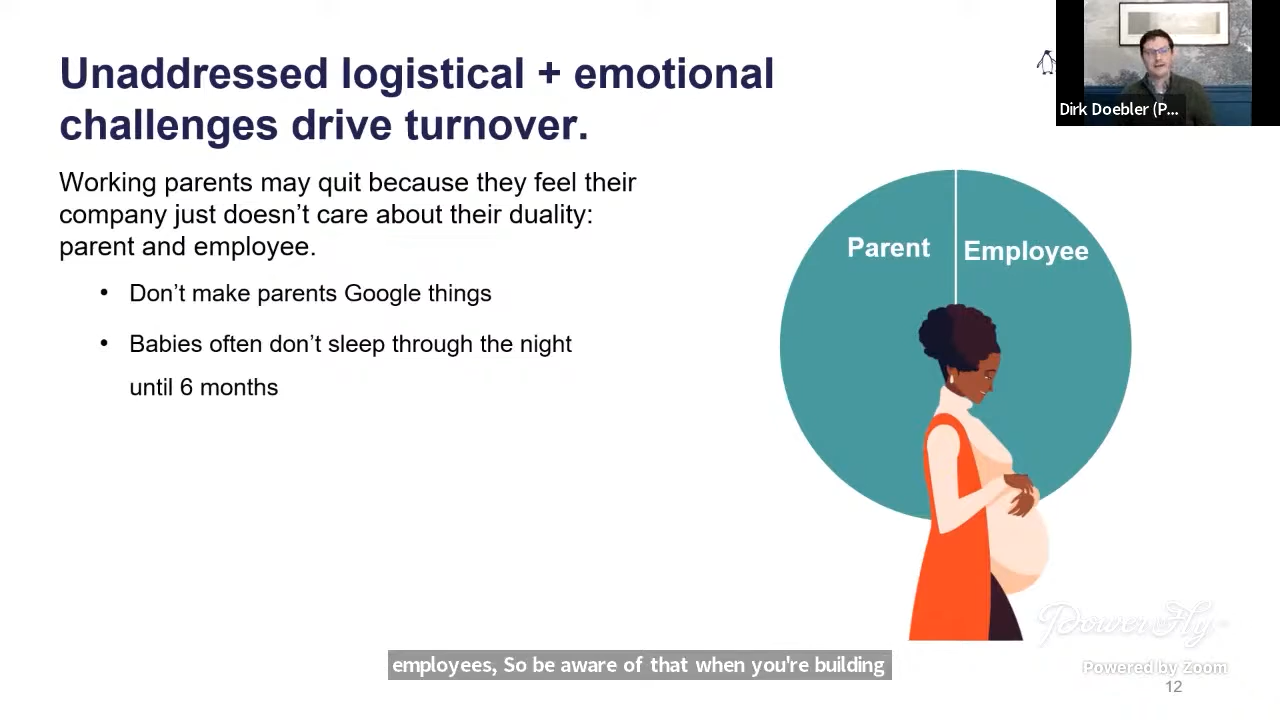 Unaddressed logistical + emotional
challenges drive turnover.
Dirk Doebler (P...
Working parents may quit because they feel their
company just doesn’t care about their duality:
parent and employee.
• Don’t make parents Google things
• Babies often don’t sleep through the night
until 6 months
Parent
Employee
PowerToFly
employees, So be aware of that when you're building
Powered by Zoom
12